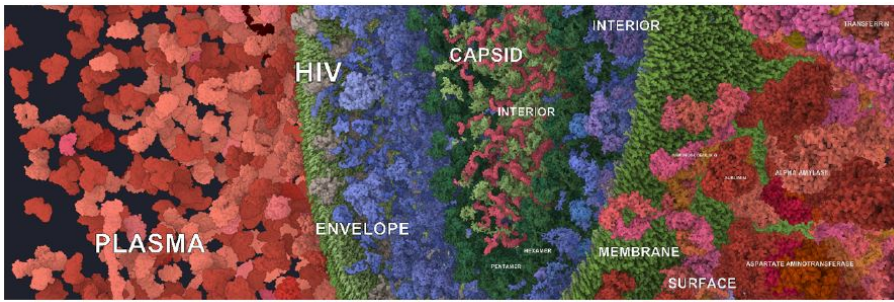 PLASMA
HIV
ENVELOPE
CAPSID
INTERIOR
HEXAMER
PENTAMER
INTERIOR
MEMBRANE
SURFACE
TRANSFERRIN
ALPHA AMYLASE
ASPARTATE AMINOTRANSFERASE